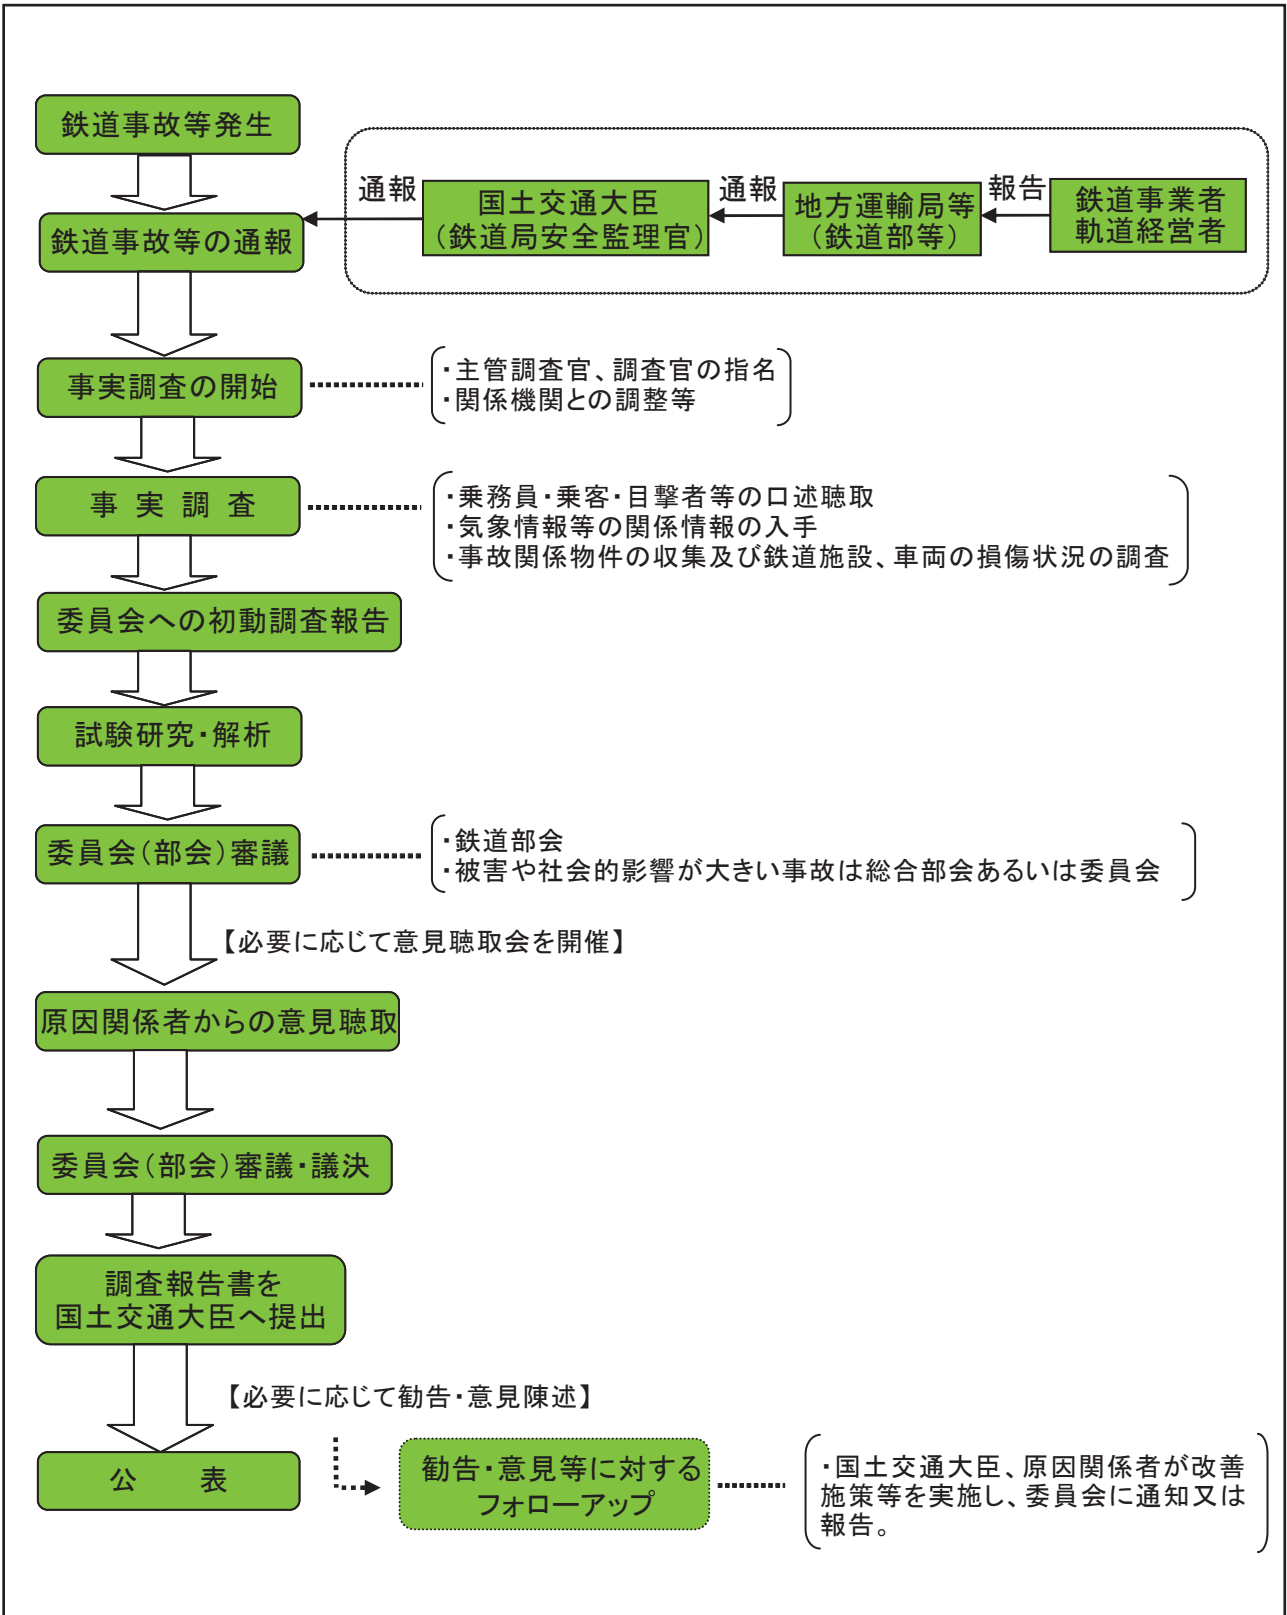 鉄道事故等発生
通報
国土交通大臣
(鉄道局安全監理官)
通報
地方運輸局等
(鉄道部等)
報告
鉄道事業者
軌道経営者
鉄道事故等の通報
事実調査の開始
・主管調査官、調査官の指名
・関係機関との調整等
事 実 調 査
・乗務員・乗客・目撃者等の口述聴取
・気象情報等の関係情報の入手
・事故関係物件の収集及び鉄道施設、車両の損傷状況の調査
委員会への初動調査報告
試験研究・解析
委員会(部会)審議
・鉄道部会
・被害や社会的影響が大きい事故は総合部会あるいは委員会
【必要に応じて意見聴取会を開催】
原因関係者からの意見聴取
委員会(部会)審議・議決
調査報告書を
国土交通大臣へ提出
【必要に応じて勧告・意見陳述】
公 表
勧告・意見等に対する
フォローアップ
・国土交通大臣、原因関係者が改善
施策等を実施し、委員会に通知又は
報告。